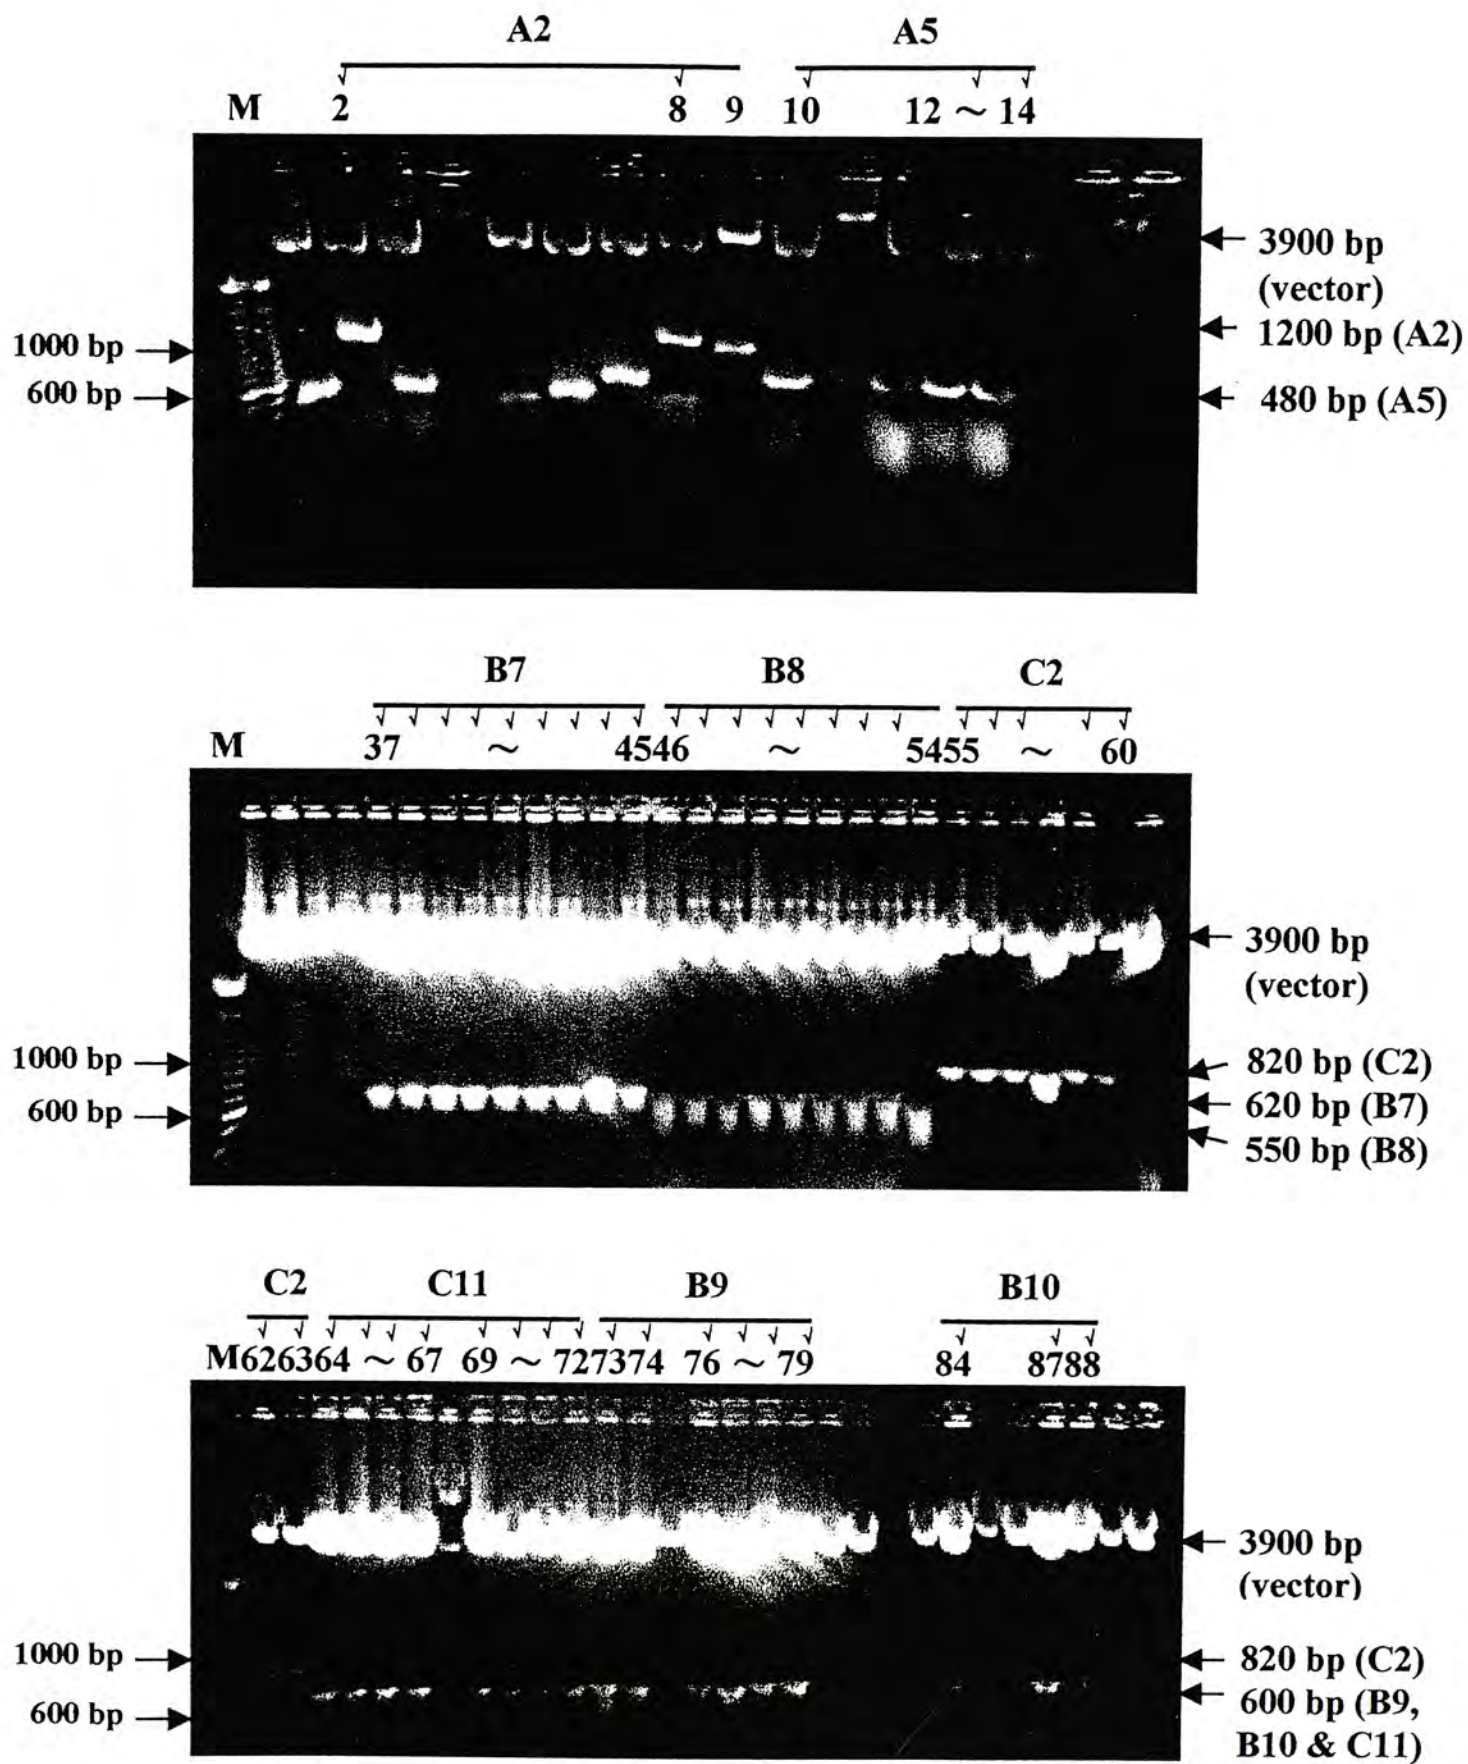 A2 A5
M 2 8 9 10 12 ~ 14
3900 bp
(vector)
1200 bp (A2)
1000 bp
600 bp
480 bp (A5)
B7 B8 C2
M 37 ~ 4546 ~ 5455 ~ 60
3900 bp
(vector)
1000 bp
820 bp (C2)
600 bp
620 bp (B7)
550 bp (B8)
C2 C11 B9 B10
M626364 ~ 67 69 ~ 727374 76 ~ 79 84 8788
3900 bp
(vector)
1000 bp
820 bp (C2)
600 bp
600 bp (B9,
B10 & C11)